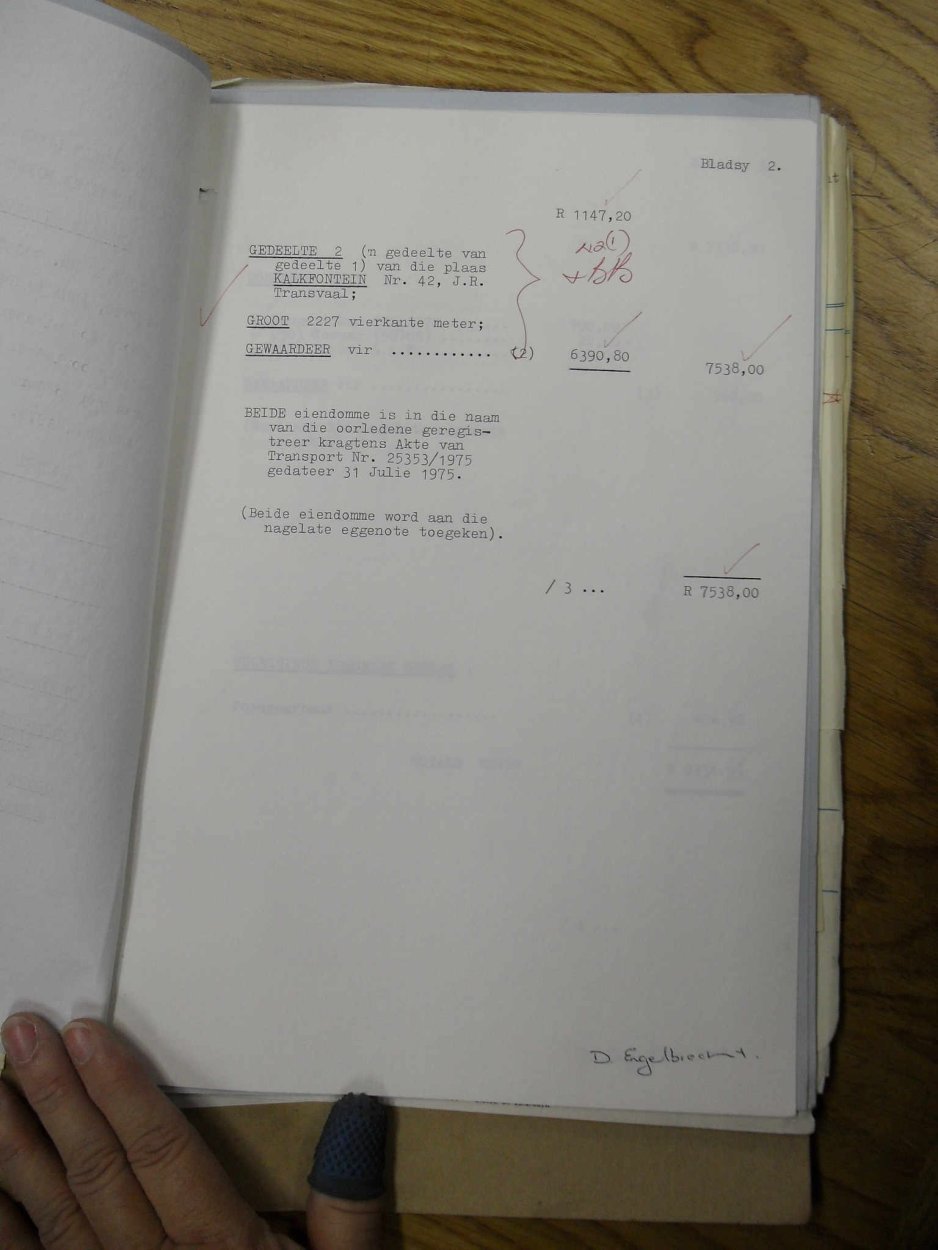 Bladsy 2.
R 1147,20
GEDEELTE 2 ('n gedeelte van
gedeelte 1) van die plaas
KALKFONTEIN Nr. 42, J.R.
Transvaal;
GROOT 2227 vierkante meter;
GEWAARDEER vir ............ (2) 6390,80 7538,00
BEIDE eiendomme is in die naam
van die oorledene geregis-
treer kragtens Akte van
Transport Nr. 25353/1975
gedateer 31 Julie 1975.
(Beide eiendomme word aan die
nagelate eggenote toegeken).
/ 3 ... R 7538,00
D. Engelbrecht.